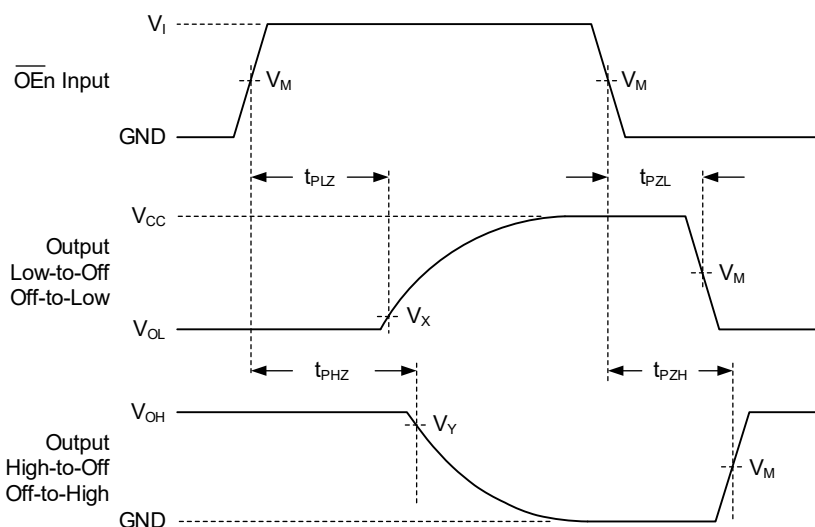 V_I
OEn Input
V_M
V_M
GND
t_PLZ
t_PZL
V_CC
Output
Low-to-Off
Off-to-Low
V_M
V_X
V_OL
t_PHZ
t_PZH
V_OH
V_Y
Output
High-to-Off
Off-to-High
V_M
GND